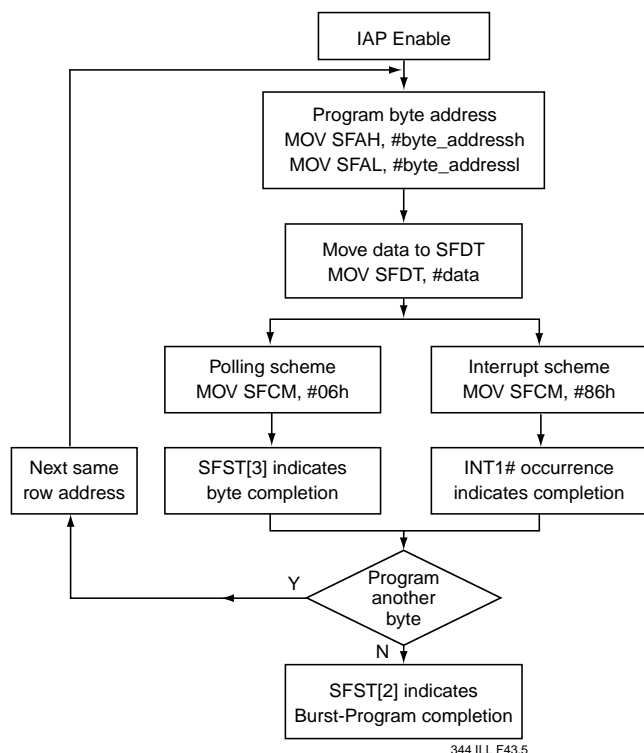 IAP Enable
Program byte address
MOV SFAH, #byte_addressh
MOV SFAL, #byte_addressl
Move data to SFDT
MOV SFDT, #data
Polling scheme
MOV SFCM, #06h
Interrupt scheme
MOV SFCM, #86h
Next same
row address
SFST[3] indicates
byte completion
INT1# occurrence
indicates completion
Y
Program
another
byte
N
SFST[2] indicates
Burst-Program completion
344 ILL F43.5